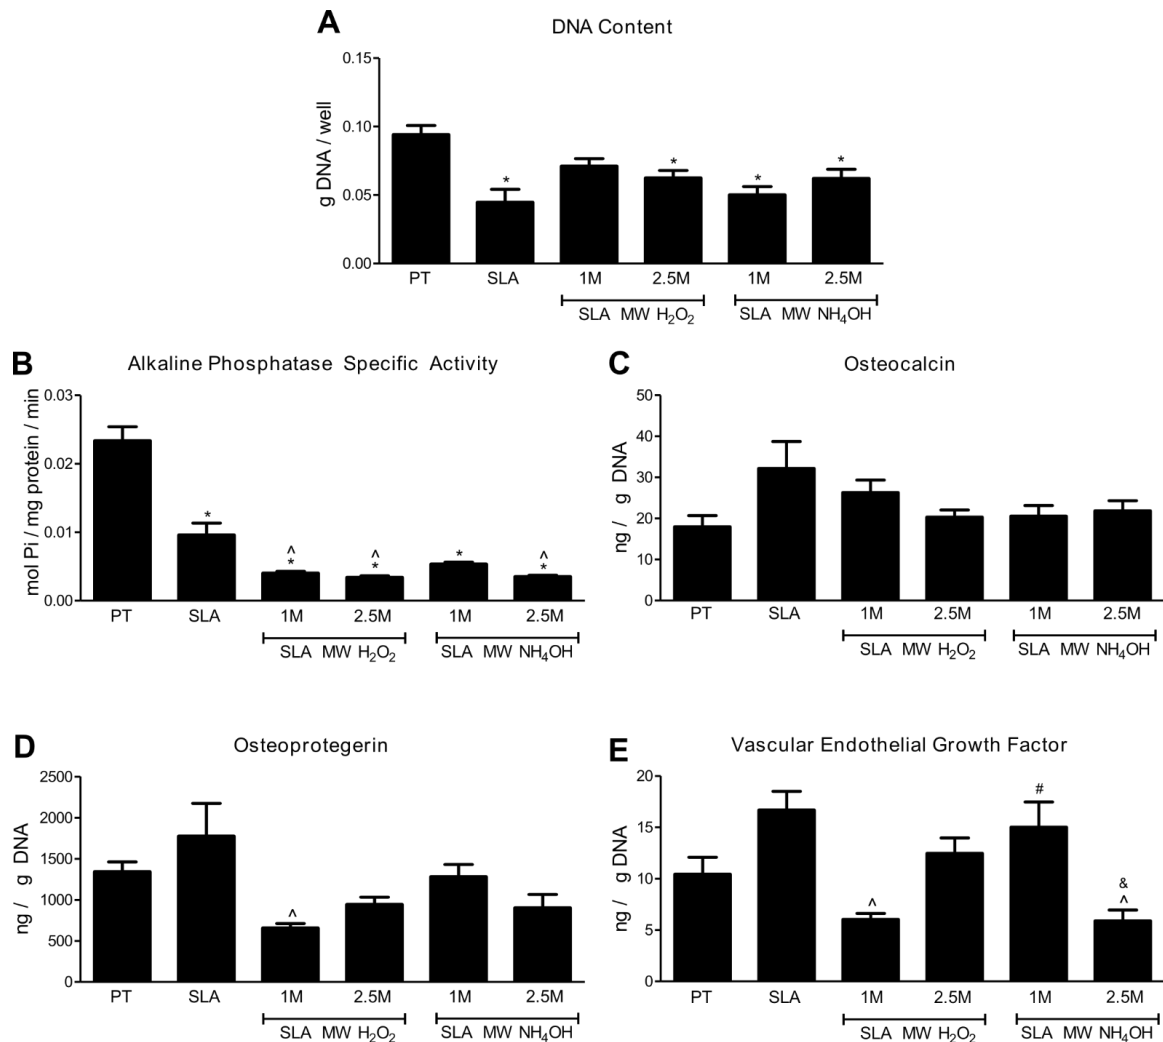 A
DNA Content
g DNA / well
0.15
0.10
0.05
0.00
* * * *
PT SLA 1M 2.5M 1M 2.5M
SLA MW H₂O₂ SLA MW NH₄OH
B
Alkaline Phosphatase Specific Activity
mol Pi / mg protein / min
0.03
0.02
0.01
0.00
^ ^ ^
* * * * *
PT SLA 1M 2.5M 1M 2.5M
SLA MW H₂O₂ SLA MW NH₄OH
C
Osteocalcin
ng / g DNA
50
40
30
20
10
0
PT SLA 1M 2.5M 1M 2.5M
SLA MW H₂O₂ SLA MW NH₄OH
D
Osteoprotegerin
ng / g DNA
2500
2000
1500
1000
500
0
^
PT SLA 1M 2.5M 1M 2.5M
SLA MW H₂O₂ SLA MW NH₄OH
E
Vascular Endothelial Growth Factor
ng / g DNA
20
15
10
5
0
#
&
^ ^
PT SLA 1M 2.5M 1M 2.5M
SLA MW H₂O₂ SLA MW NH₄OH